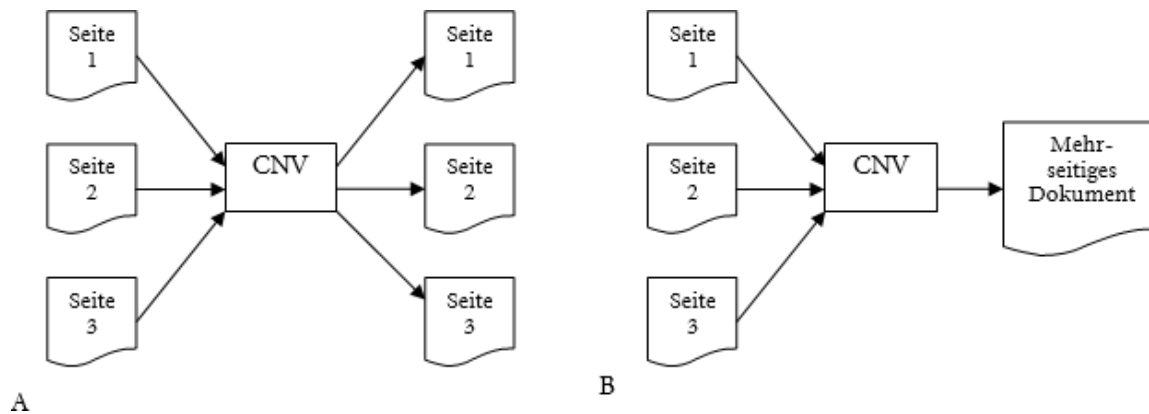 Seite
1
Seite
2
Seite
3
CNV
Seite
1
Seite
2
Seite
3
A
Seite
1
Seite
2
Seite
3
CNV
Mehr-
seitiges
Dokument
B